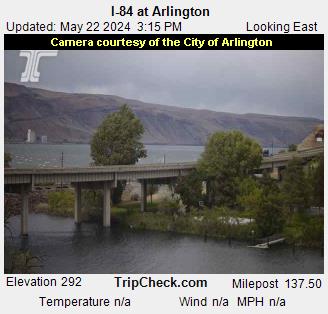 I-84 at Arlington
Updated: May 22 2024 3:15 PM Looking East
Camera courtesy of the City of Arlington
Elevation 292 TripCheck.com Milepost 137.50
Temperature n/a Wind n/a MPH n/a